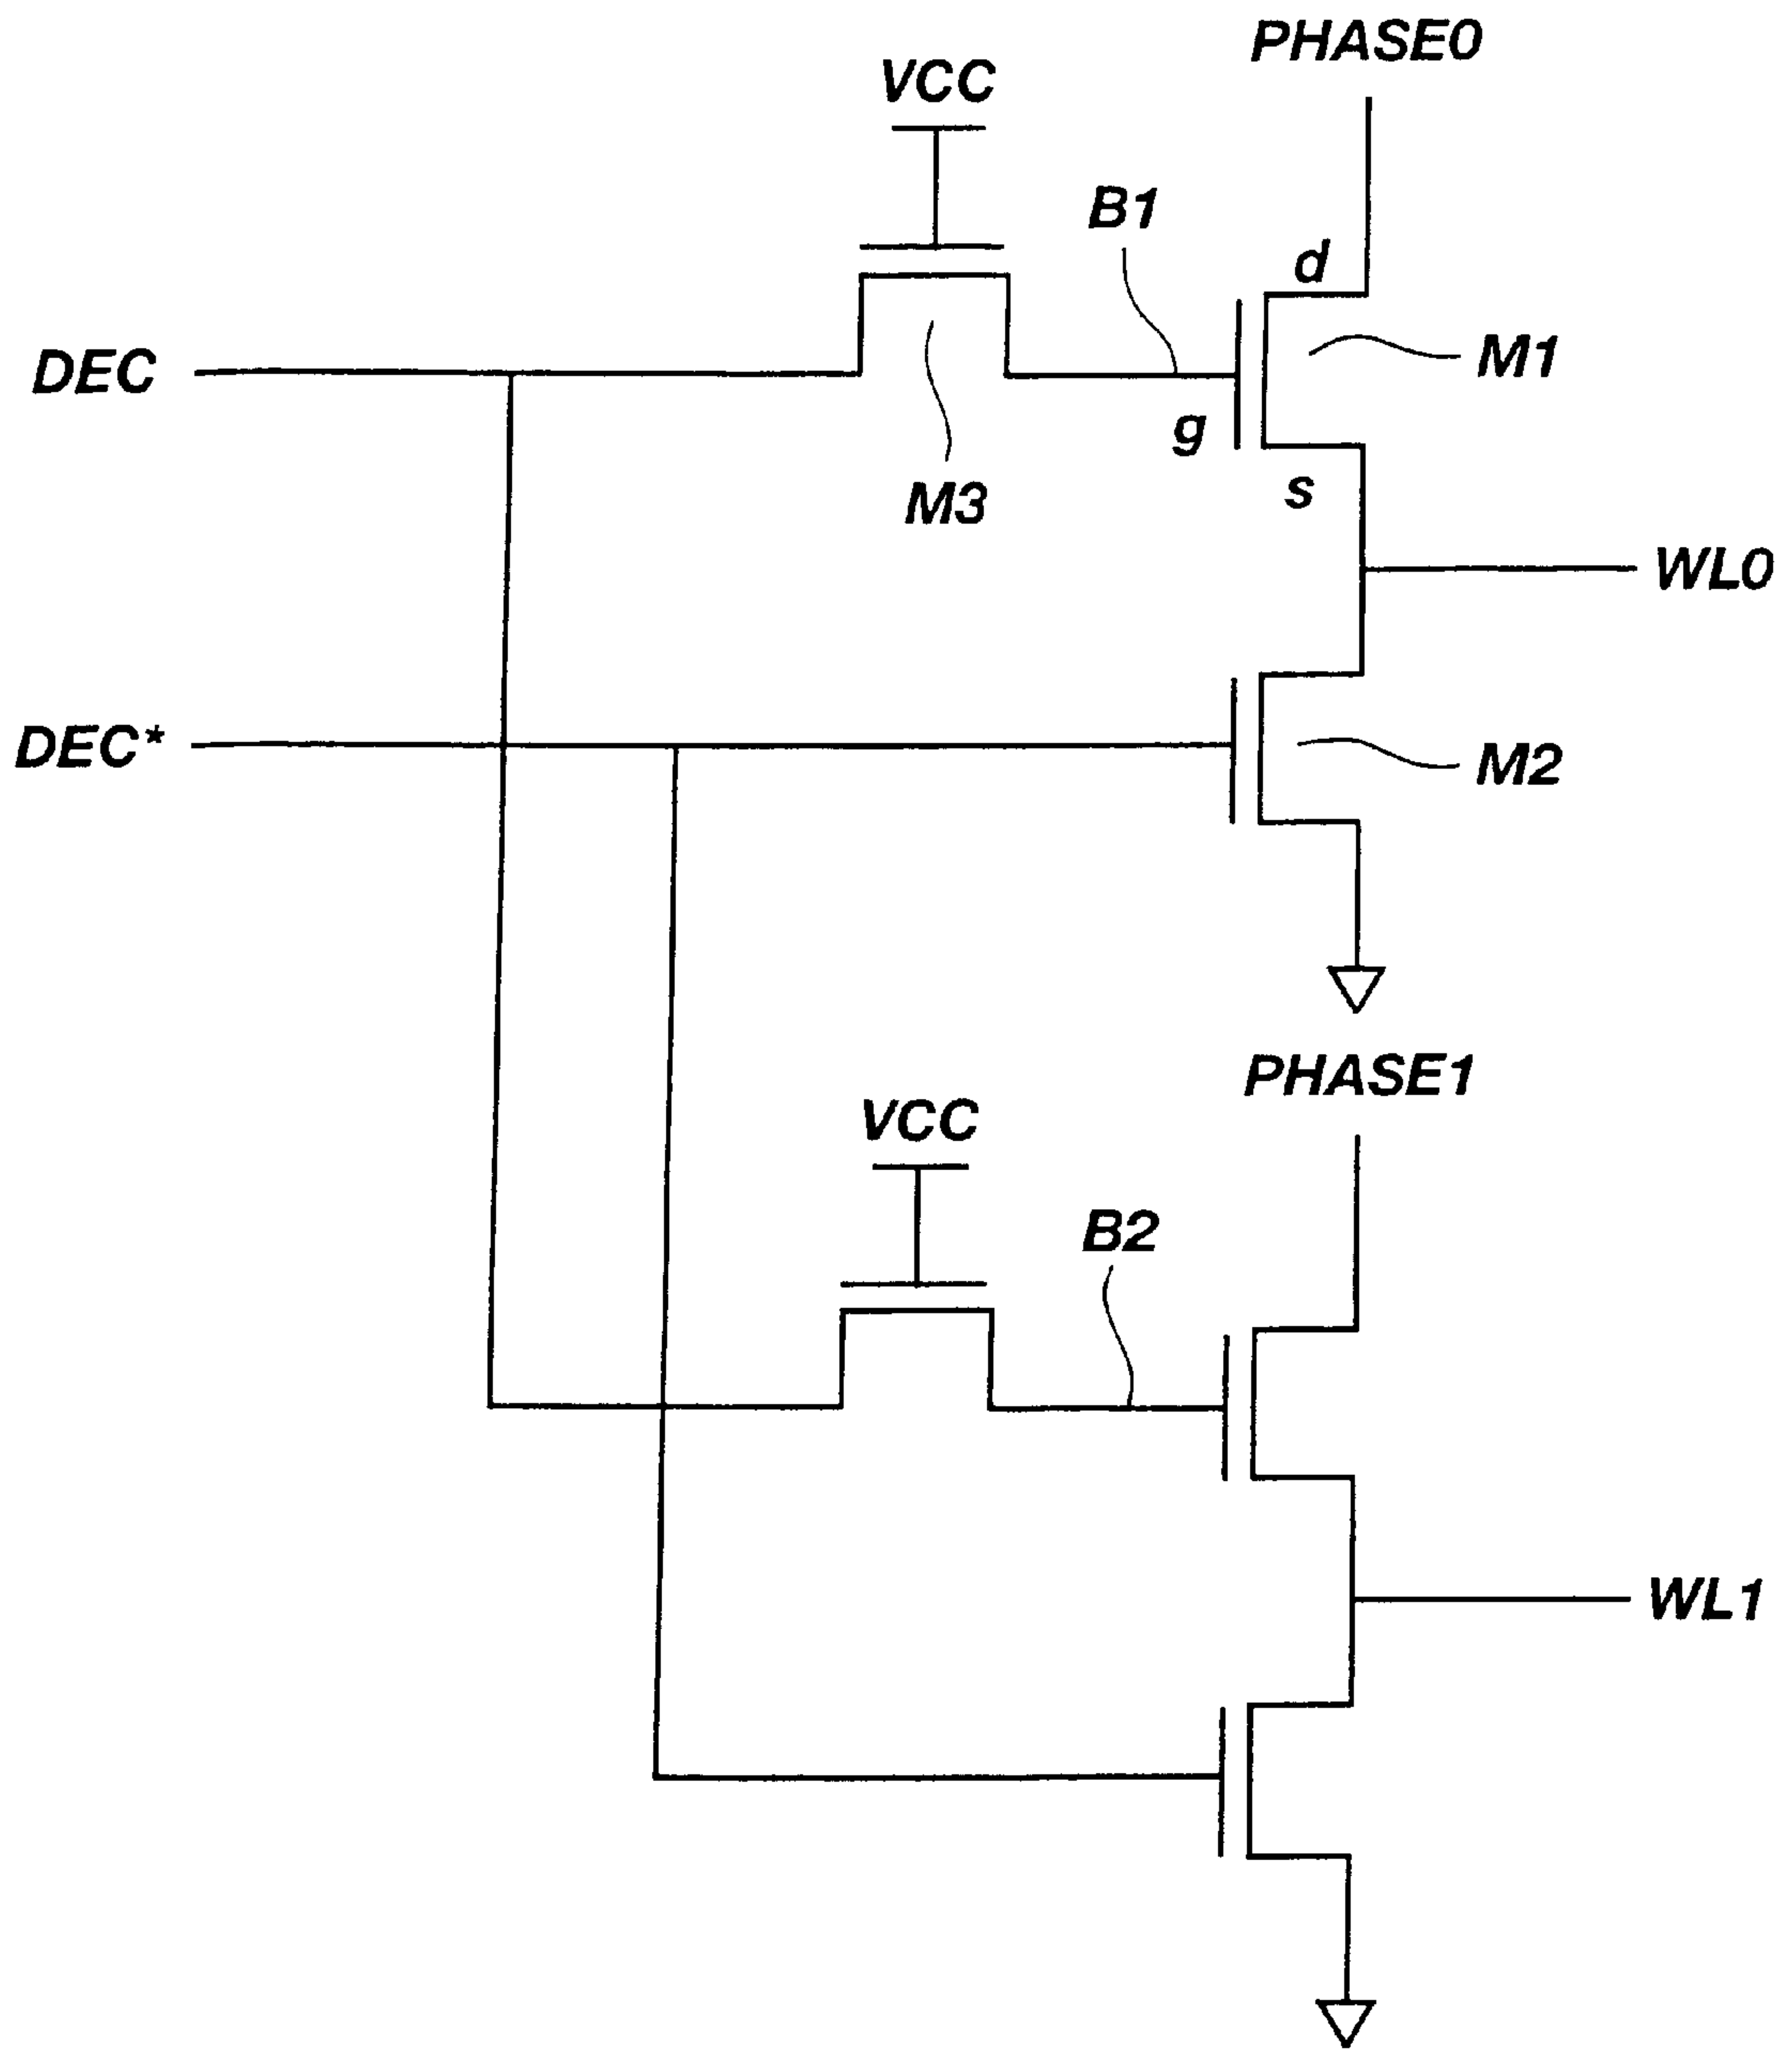 PHASE0
VCC
B1
d
DEC
M1
g
M3
s
WL0
DEC*
M2
PHASE1
VCC
B2
WL1